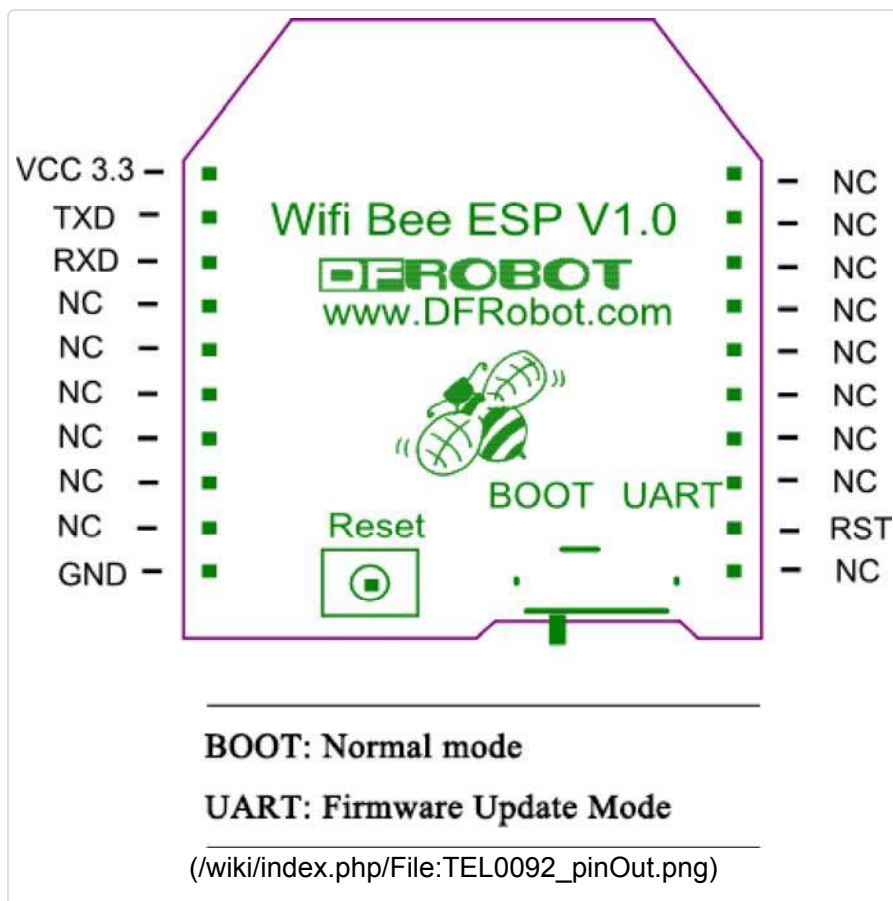 VCC 3.3 NC
TXD Wifi Bee ESP V1.0 NC
RXD DFROBOT NC
NC www.DFRobot.com NC
NC NC
NC NC
NC NC
NC BOOT UART NC
NC Reset RST
GND NC
BOOT: Normal mode
UART: Firmware Update Mode
(/wiki/index.php/File:TEL0092_pinOut.png)